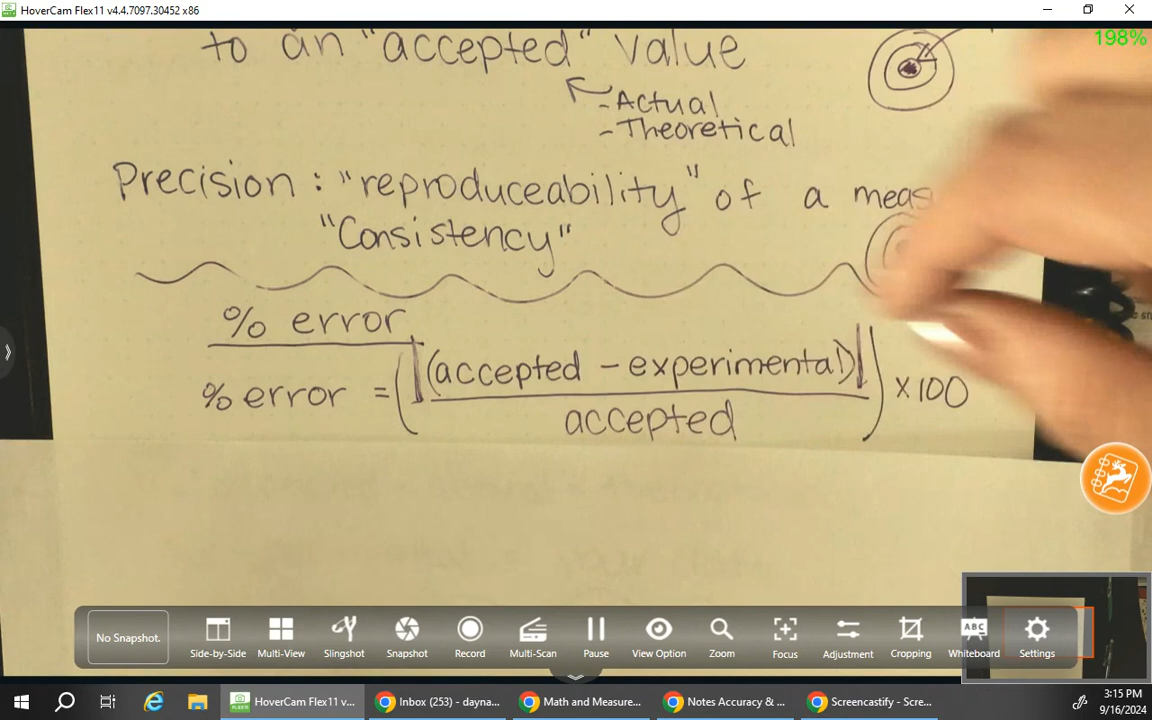 HoverCam Flex11 v4.4.7097.30452 x86
198%
to an "accepted" value
- Actual
- Theoretical
Precision : "reproduceability" of a meas
"Consistency"
% error
% error = (|(accepted - experimental)| / accepted) × 100
No Snapshot.
Side-by-Side
Multi-View
Slingshot
Snapshot
Record
Multi-Scan
Pause
View Option
Zoom
Focus
Adjustment
Cropping
ABC
Whiteboard
Settings
HoverCam Flex11 v...
Inbox (253) - dayna...
Math and Measure...
Notes Accuracy & ...
Screencastify - Scre...
3:15 PM
9/16/2024